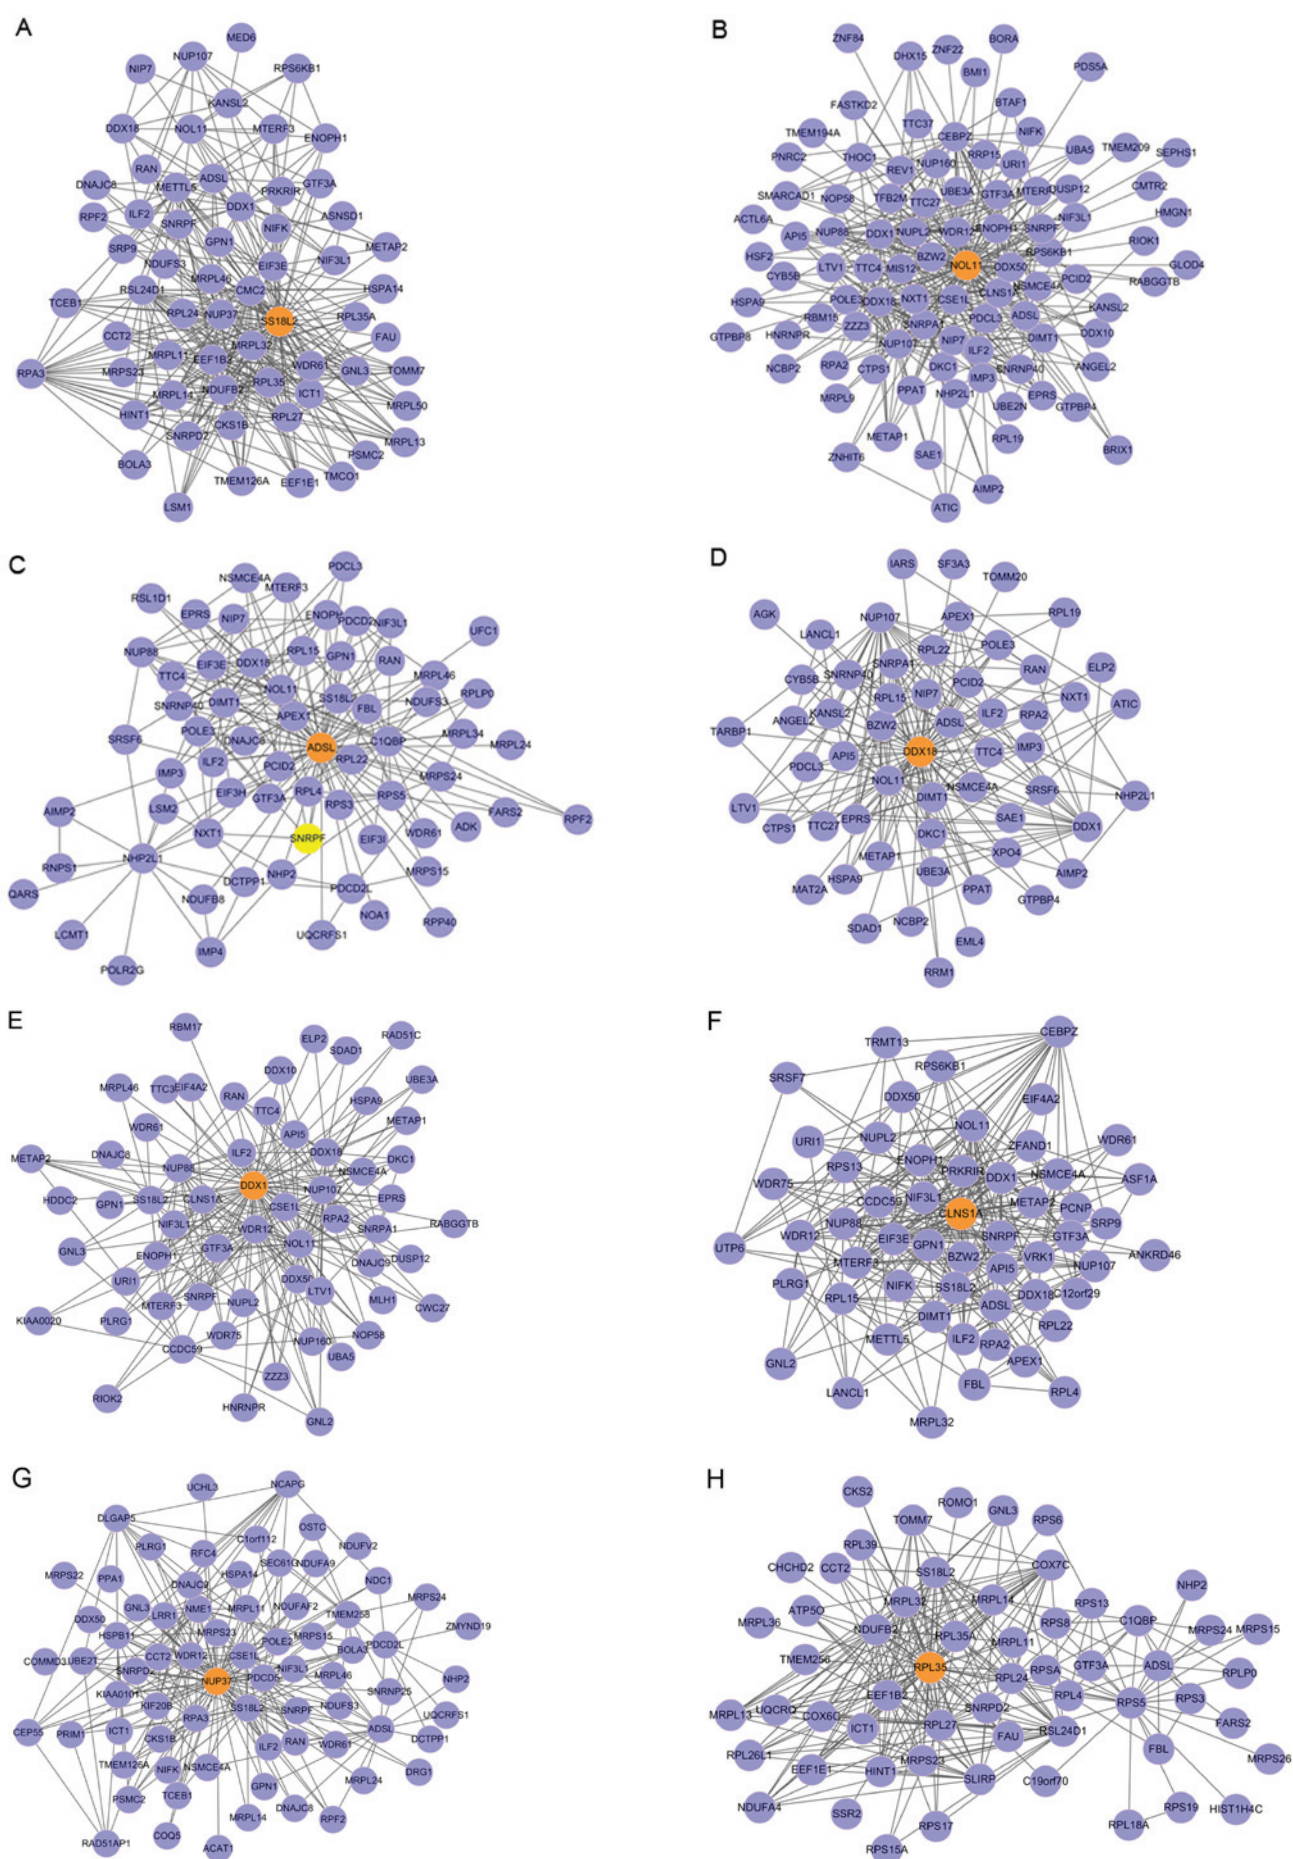 A
MED6
NUP107
NIP7
RPS6KB1
KANSL2
DDX18
NOL11
MTERF3
ENOPH1
RAN
ADSL
DNAJC8
METTL5
PRKRIR
GTF3A
DDX1
RPF2
ILF2
SNRPF
ASNSD1
NIFK
GPN1
SRP9
METAP2
NIF3L1
NDUFS3
EIF3E
MRPL46
HSPA14
RSL24D1
CMC2
TCEB1
RPL24
NUP37
SS18L2
RPL35A
CCT2
FAU
MRPL32
MRPL11
EEF1B2
WDR61
RPA3
MRPS23
GNL3
TOMM7
NDUFB2
RPL35
MRPL14
ICT1
MRPL50
HINT1
RPL27
SNRPD2
CKS1B
MRPL13
BOLA3
PSMC2
TMEM126A
EEF1E1
TMCO1
LSM1
B
ZNF84
DHX15
ZNF22
BORA
BMI1
PDS5A
FASTKD2
BTAF1
TTC37
TMEM194A
CEBPZ
NIFK
PNRC2
THOC1
NUP160
RRP15
URI1
UBA5
TMEM209
SEPHS1
REV1
SMARCAD1
NOP58
TFB2M
UBE3A
GTF3A
DUSP12
CMTR2
TTC27
ACTL6A
API5
NUP88
DDX1
NUPL2
WDR12
ENOPH1
SNRPF
NIF3L1
HMGN1
HSF2
BZW2
RPS6KB1
RIOK1
CYB5B
LTV1
TTC4
MIS12
NOL11
DDX50
PCID2
GLOD4
HSPA9
POLE3
DDX18
NXT1
CLNS1A
NSMCE4A
RABGGTB
RBM15
CSE1L
KANSL2
GTPBP8
HNRNPR
ZZZ3
SNRPA1
PDCL3
ADSL
DDX10
NUP107
NIP7
ILF2
DIMT1
NCBP2
RPA2
CTPS1
DKC1
SNRNP40
ANGEL2
IMP3
MRPL9
PPAT
NHP2L1
EPRS
UBE2N
GTPBP4
METAP1
RPL19
BRIX1
ZNHIT6
SAE1
AIMP2
ATIC
C
NSMCE4A
PDCL3
MTERF3
RSL1D1
EPRS
NIP7
PDCD2
NIF3L1
UFC1
NUP88
EIF3E
DDX18
RPL15
GPN1
RAN
TTC4
MRPL46
NOL11
SS18L2
SNRNP40
DIMT1
NDUFS3
RPLP0
APEX1
FBL
SRSF6
POLE3
DNAJC8
ADSL
C1QBP
MRPL34
MRPL24
IMP3
ILF2
PCID2
RPL22
MRPS24
AIMP2
LSM2
EIF3H
GTF3A
RPL4
RPS3
RPS5
FARS2
RPF2
NXT1
SNRPF
EIF3I
WDR61
ADK
RNPS1
NHP2L1
QARS
DCTPP1
NHP2
PDCD2L
MRPS15
NDUFB8
NOA1
RPP40
LCMT1
IMP4
UQCRFS1
POLR2G
D
IARS
SF3A3
TOMM20
AGK
NUP107
APEX1
RPL19
LANCL1
POLE3
RPL22
SNRPA1
RAN
ELP2
CYB5B
SNRNP40
PCID2
RPL15
NIP7
NXT1
ATIC
KANSL2
ILF2
RPA2
TARBP1
ANGEL2
BZW2
ADSL
IMP3
API5
DDX18
TTC4
PDCL3
NOL11
NSMCE4A
SRSF6
NHP2L1
LTV1
DIMT1
SAE1
DDX1
CTPS1
TTC27
EPRS
DKC1
XPO4
METAP1
AIMP2
UBE3A
PPAT
MAT2A
HSPA9
GTPBP4
SDAD1
NCBP2
EML4
RRM1
E
RBM17
ELP2
RAD51C
SDAD1
DDX10
MRPL46
EIF4A2
RAN
UBE3A
HSPA9
TTC4
METAP1
WDR61
API5
DDX18
DKC1
METAP2
DNAJC8
ILF2
NUP88
NSMCE4A
DDX1
NUP107
EPRS
HDDC2
GPN1
SS18L2
CLNS1A
CSE1L
RPA2
RABGGTB
NIF3L1
WDR12
SNRPA1
GNL3
ENOPH1
GTF3A
NOL11
DUSP12
DNAJC9
URI1
DDX50
MLH1
CWC27
MTERF3
SNRPF
NUPL2
LTV1
KIAA0020
PLRG1
WDR75
NUP160
NOP58
CCDC59
UBA5
ZZZ3
RIOK2
HNRNPR
GNL2
F
CEBPZ
TRMT13
RPS6KB1
SRSF7
DDX50
EIF4A2
NOL11
URI1
NUPL2
ZFAND1
WDR61
ENOPH1
RPS13
PRKRIR
DDX1
NSMCE4A
ASF1A
WDR75
CCDC59
NIF3L1
METAP2
PCNP
CLNS1A
SRP9
NUP88
WDR12
EIF3E
GPN1
SNRPF
GTF3A
UTP6
ANKRD46
MTERF3
BZW2
API5
VRK1
NUP107
PLRG1
NIFK
SS18L2
RPL15
ADSL
DDX18
C12orf29
DIMT1
RPL22
METTL5
ILF2
RPA2
GNL2
APEX1
LANCL1
FBL
RPL4
MRPL32
G
UCHL3
NCAPG
DLGAP5
C1orf112
OSTC
PLRG1
RFC4
NDUFV2
SEC61G
NDUFA9
MRPS22
PPA1
DNAJC9
HSPA14
NDC1
GNL3
LRR1
NME1
MRPL11
NDUFAF2
MRPS24
DDX50
TMEM258
HSPB11
MRPS23
POLE2
MRPS15
BOLA3
PDCD2L
ZMYND19
COMMD3
UBE2T
CCT2
WDR12
CSE1L
SNRPD2
NIF3L1
MRPL46
NHP2
KIAA0101
NUP37
PDCD5
SNRNP25
KIF20B
SS18L2
NDUFS3
RPA3
SNRPF
UQCRFS1
CEP55
PRIM1
ICT1
CKS1B
ADSL
DCTPP1
ILF2
RAN
WDR61
TMEM126A
NIFK
NSMCE4A
GPN1
MRPL24
DRG1
PSMC2
TCEB1
DNAJC8
MRPL14
RPF2
RAD51AP1
COQ5
ACAT1
H
CKS2
ROMO1
TOMM7
GNL3
RPS6
RPL39
COX7C
CHCHD2
CCT2
SS18L2
NHP2
MRPL32
MRPL14
RPS13
ATP5O
C1QBP
MRPL36
RPS8
MRPS24
MRPS15
NDUFB2
RPL35A
MRPL11
TMEM256
RPL35
GTF3A
ADSL
RPL24
RPSA
RPLP0
MRPL13
UQCRQ
EEF1B2
RPL4
RPS5
RPS3
COX6C
SNRPD2
ICT1
RPL27
FAU
RSL24D1
FARS2
RPL26L1
MRPS23
FBL
EEF1E1
HINT1
MRPS26
SLIRP
C19orf70
NDUFA4
SSR2
RPS17
RPL18A
RPS19
HIST1H4C
RPS15A